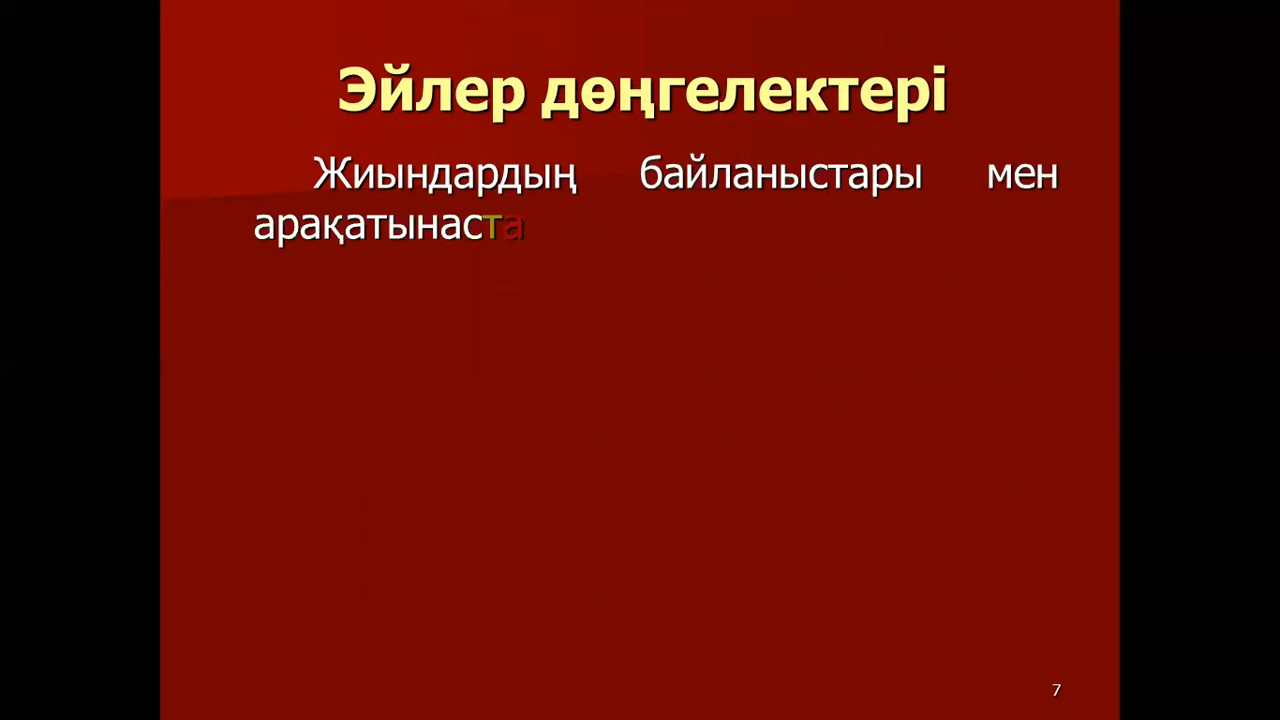 Эйлер дөңгелектері
Жиындардың байланыстары мен
арақатынаста
7